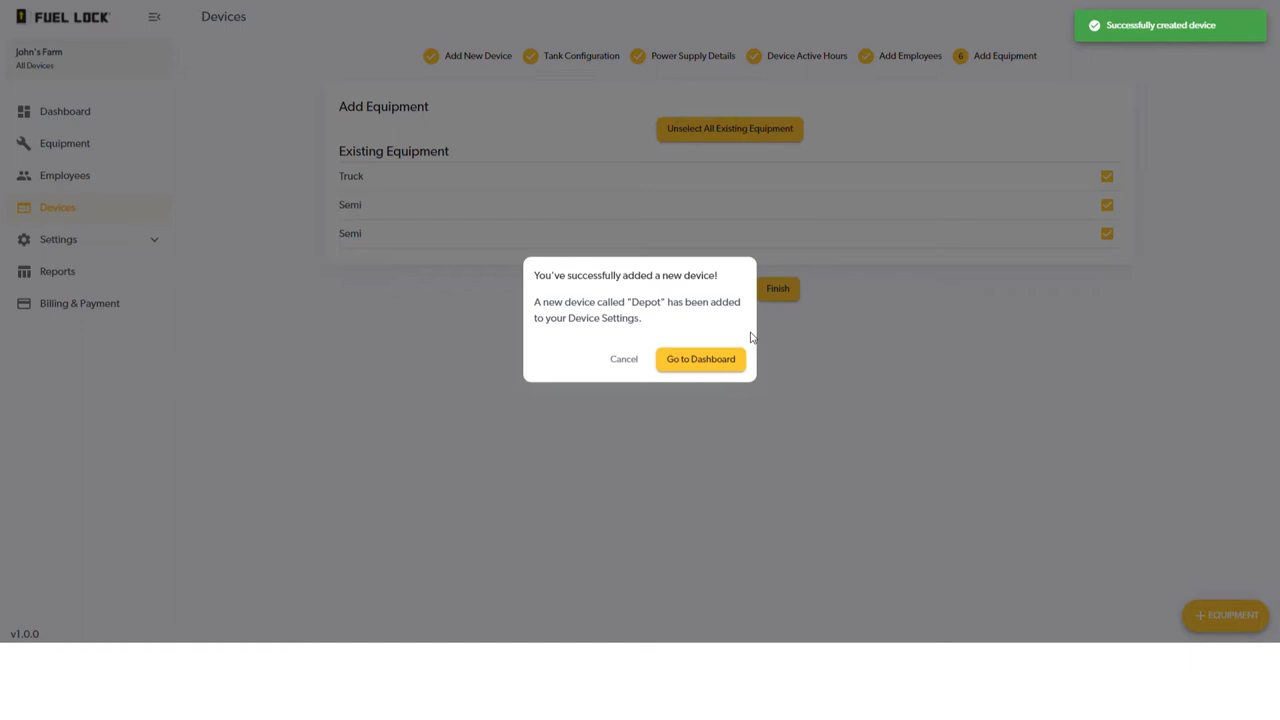 FUEL LOCK
Devices
Successfully created device
John's Farm
All Devices
Add New Device
Tank Configuration
Power Supply Details
Device Active Hours
Add Employees
6
Add Equipment
Dashboard
Equipment
Employees
Devices
Settings
Reports
Billing & Payment
Add Equipment
Unselect All Existing Equipment
Existing Equipment
Truck
Semi
Semi
Finish
You've successfully added a new device!
A new device called "Depot" has been added
to your Device Settings.
Cancel
Go to Dashboard
+ EQUIPMENT
v1.0.0